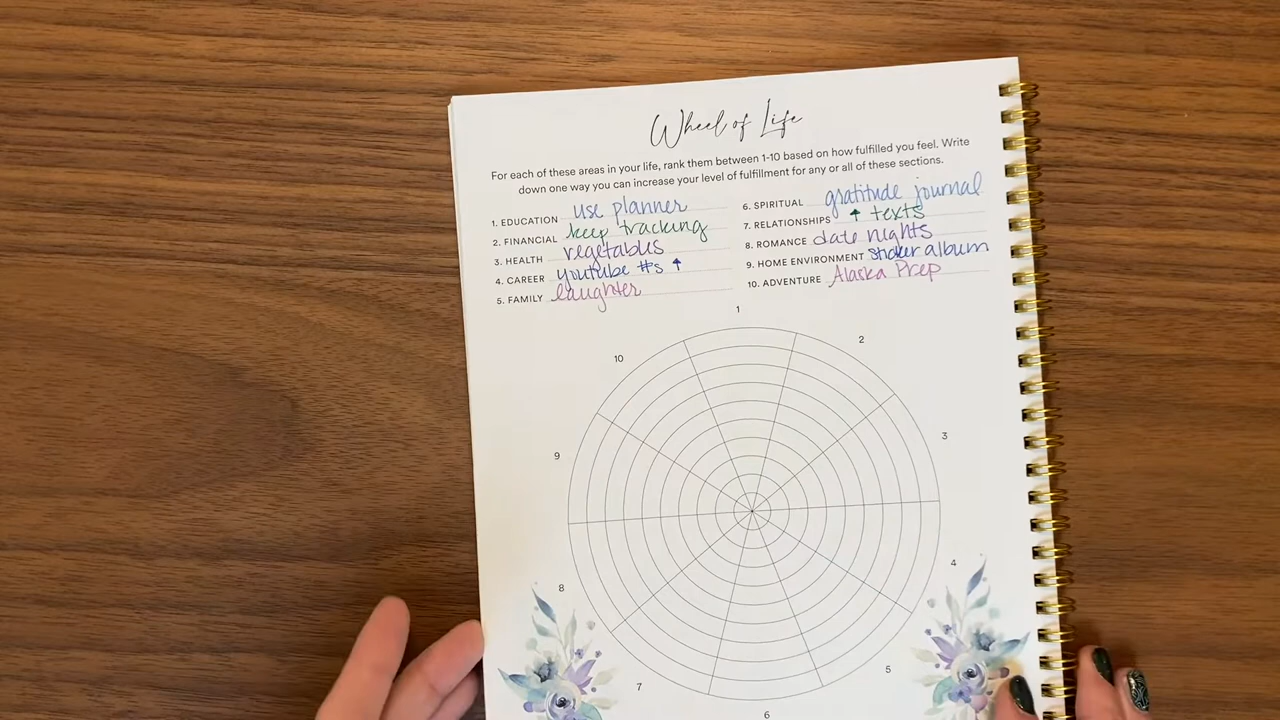 Wheel of Life
For each of these areas in your life, rank them between 1-10 based on how fulfilled you feel. Write
down one way you can increase your level of fulfillment for any or all of these sections.
1. EDUCATION use planner
2. FINANCIAL keep tracking
3. HEALTH vegetables
4. CAREER youtube #s ↑
5. FAMILY laughter
6. SPIRITUAL gratitude journal
7. RELATIONSHIPS ↑ texts
8. ROMANCE date nights
9. HOME ENVIRONMENT sticker album
10. ADVENTURE Alaska Prep
1
2
3
4
5
6
7
8
9
10